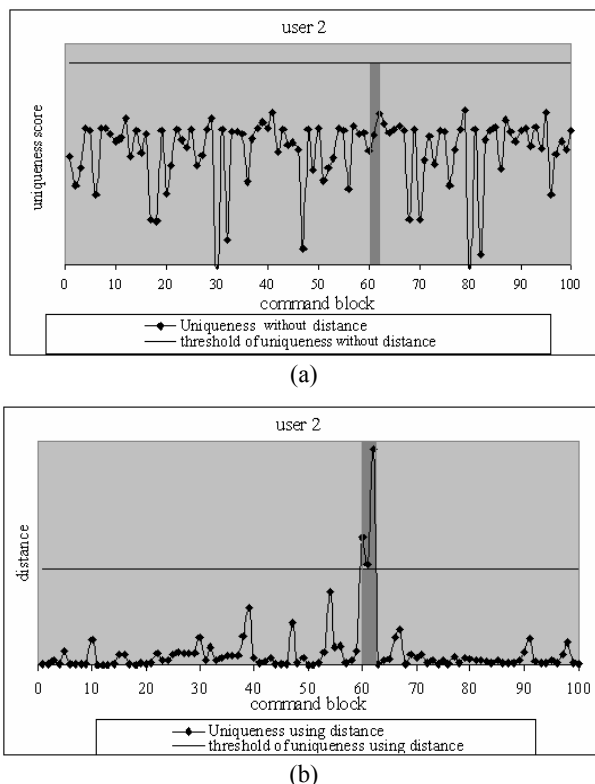 user 2
uniqueness score
0 10 20 30 40 50 60 70 80 90 100
command block
Uniqueness without distance
threshold of uniqueness without distance
(a)
user 2
distance
0 10 20 30 40 50 60 70 80 90 100
command block
Uniqueness using distance
threshold of uniqueness using distance
(b)